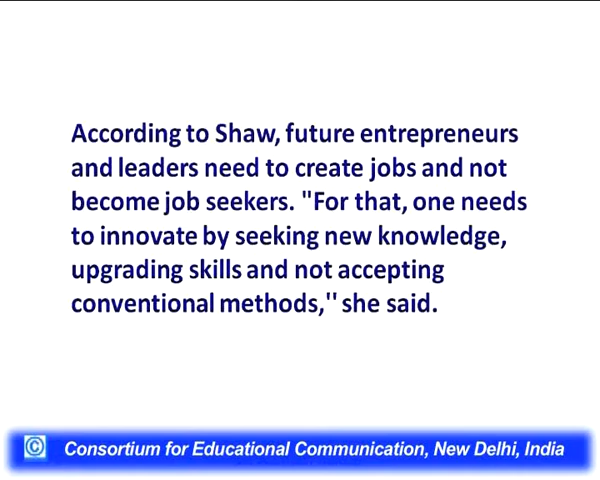 According to Shaw, future entrepreneurs
and leaders need to create jobs and not
become job seekers. "For that, one needs
to innovate by seeking new knowledge,
upgrading skills and not accepting
conventional methods,'' she said.
© Consortium for Educational Communication, New Delhi, India